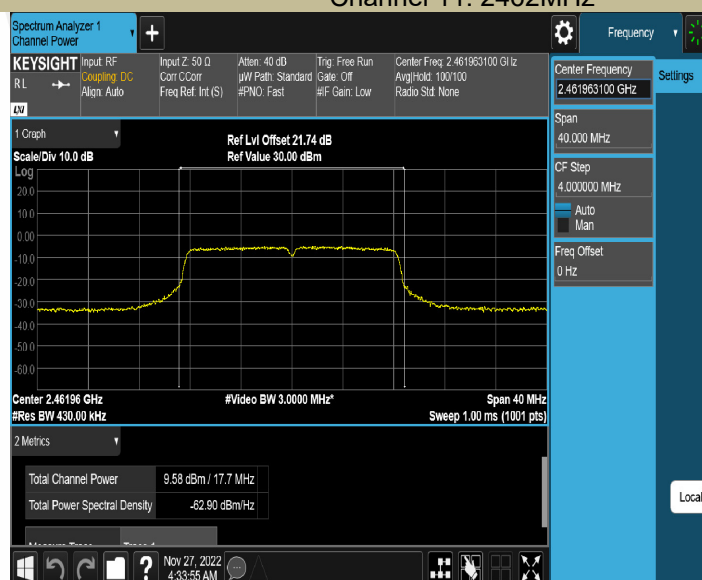 Channel 11: 2462MHz
Spectrum Analyzer 1
Channel Power
+
Frequency
KEYSIGHT
RL
LXI
Input: RF
Coupling: DC
Align: Auto
Input Z: 50 Ω
Corr CCorr
Freq Ref: Int (S)
Atten: 40 dB
µW Path: Standard
#PNO: Fast
Trig: Free Run
Gate: Off
#IF Gain: Low
Center Freq: 2.461963100 GHz
Avg|Hold: 100/100
Radio Std: None
Center Frequency
2.461963100 GHz
Settings
Span
40.000 MHz
CF Step
4.000000 MHz
Auto
Man
Freq Offset
0 Hz
1 Graph
Scale/Div 10.0 dB
Ref Lvl Offset 21.74 dB
Ref Value 30.00 dBm
Log
20.0
10.0
0.00
-10.0
-20.0
-30.0
-40.0
-50.0
-60.0
Center 2.46196 GHz
#Res BW 430.00 kHz
#Video BW 3.0000 MHz*
Span 40 MHz
Sweep 1.00 ms (1001 pts)
2 Metrics
Total Channel Power 9.58 dBm / 17.7 MHz
Total Power Spectral Density -62.90 dBm/Hz
Local
?
Nov 27, 2022
4:33:55 AM